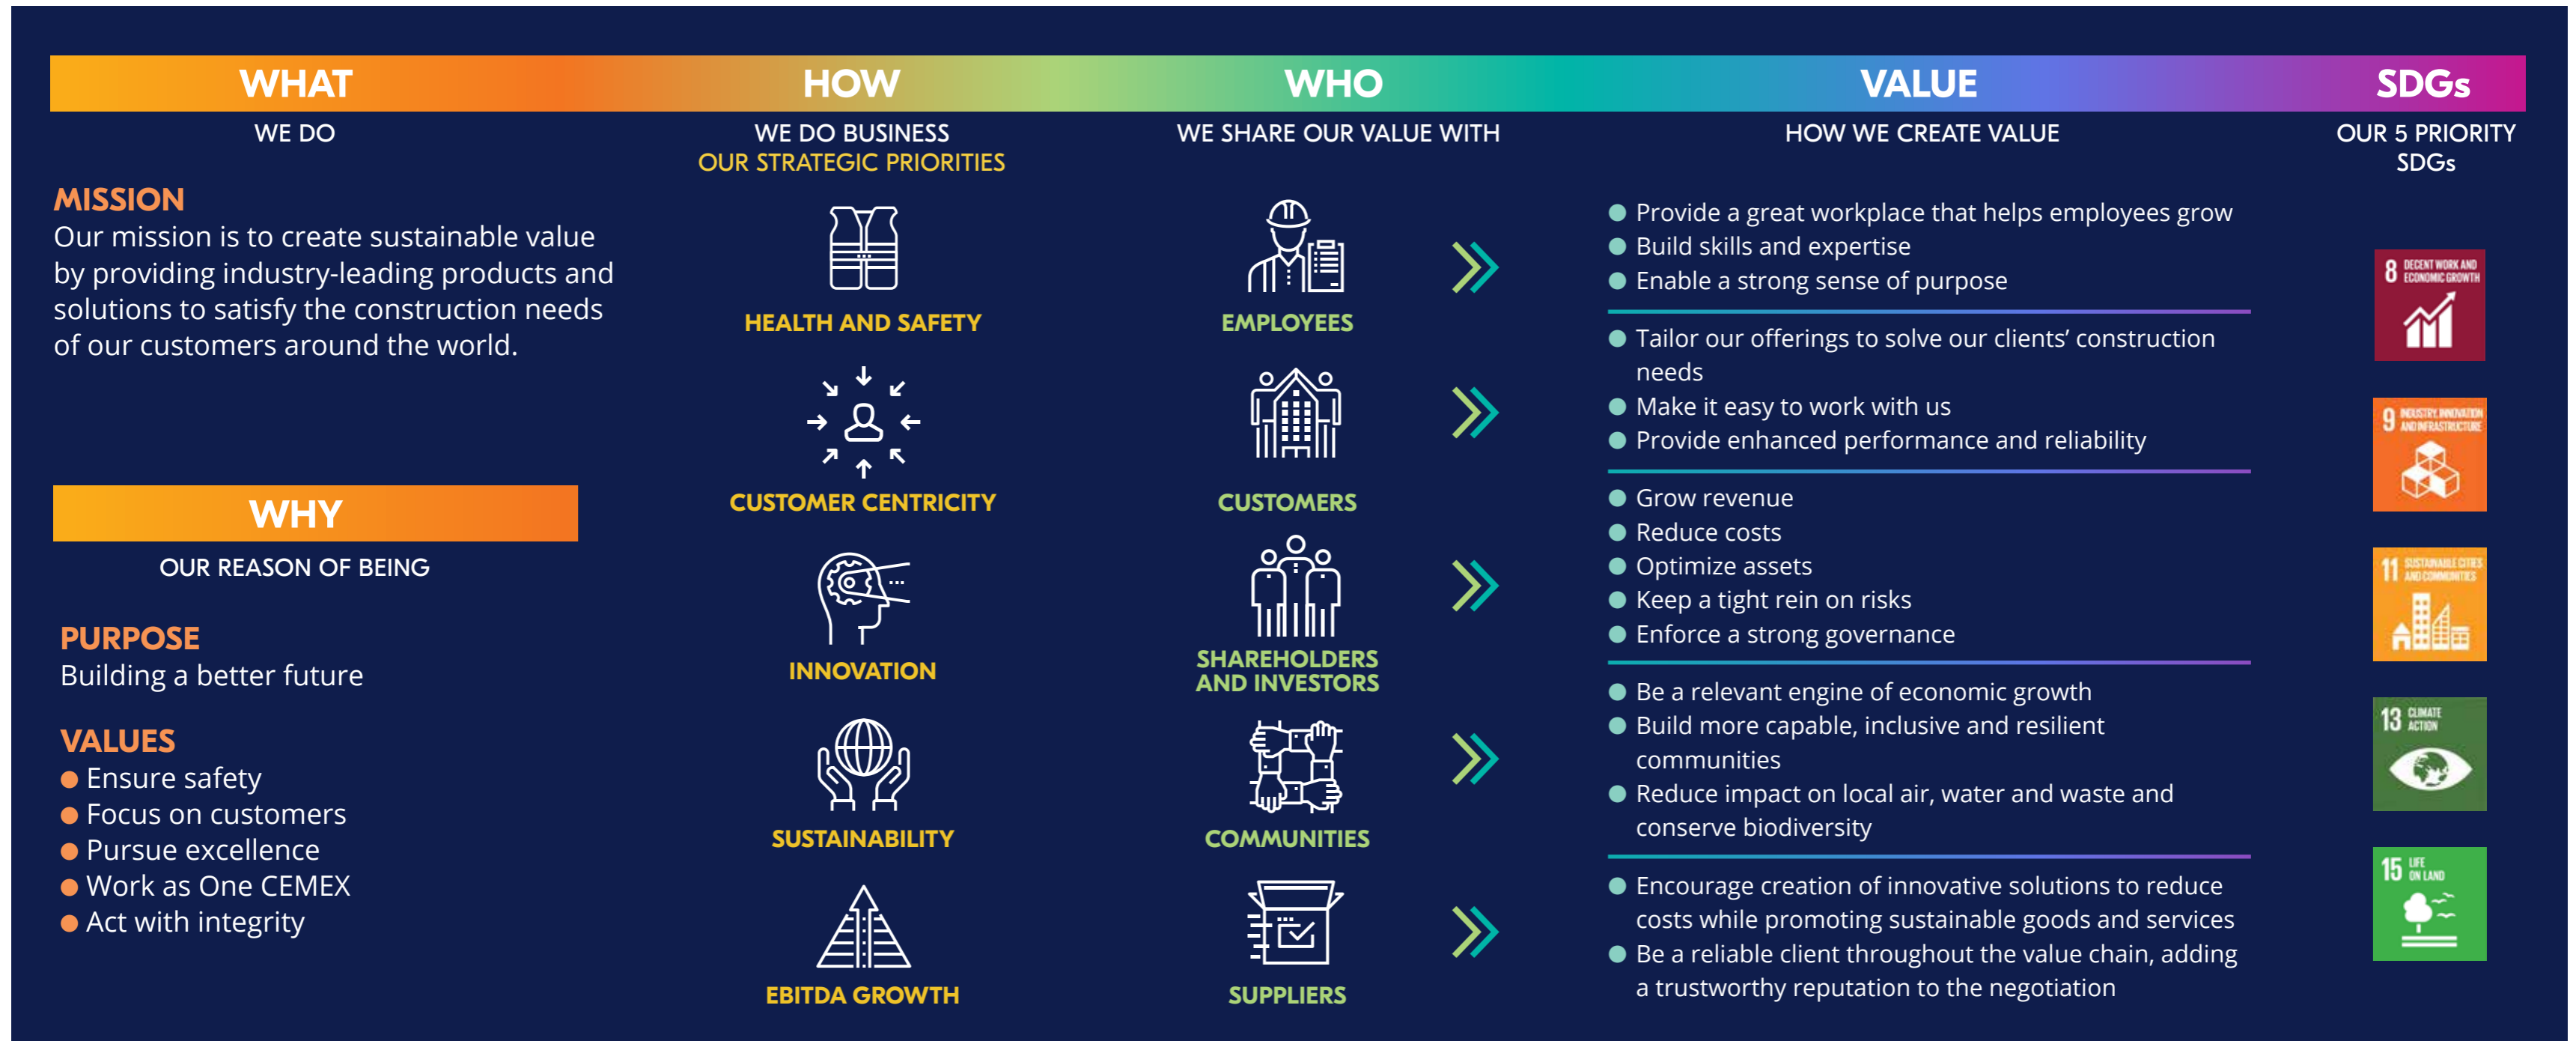 WHAT
WE DO
MISSION
Our mission is to create sustainable value
by providing industry-leading products and
solutions to satisfy the construction needs
of our customers around the world.
WHY
OUR REASON OF BEING
PURPOSE
Building a better future
VALUES
Ensure safety
Focus on customers
Pursue excellence
Work as One CEMEX
Act with integrity
HOW
WE DO BUSINESS
OUR STRATEGIC PRIORITIES
HEALTH AND SAFETY
CUSTOMER CENTRICITY
INNOVATION
SUSTAINABILITY
EBITDA GROWTH
WHO
WE SHARE OUR VALUE WITH
EMPLOYEES
CUSTOMERS
SHAREHOLDERS
AND INVESTORS
COMMUNITIES
SUPPLIERS
VALUE
HOW WE CREATE VALUE
Provide a great workplace that helps employees grow
Build skills and expertise
Enable a strong sense of purpose
Tailor our offerings to solve our clients’ construction
needs
Make it easy to work with us
Provide enhanced performance and reliability
Grow revenue
Reduce costs
Optimize assets
Keep a tight rein on risks
Enforce a strong governance
Be a relevant engine of economic growth
Build more capable, inclusive and resilient
communities
Reduce impact on local air, water and waste and
conserve biodiversity
Encourage creation of innovative solutions to reduce
costs while promoting sustainable goods and services
Be a reliable client throughout the value chain, adding
a trustworthy reputation to the negotiation
SDGs
OUR 5 PRIORITY
SDGs
8 DECENT WORK AND
ECONOMIC GROWTH
9 INDUSTRY, INNOVATION
AND INFRASTRUCTURE
11 SUSTAINABLE CITIES
AND COMMUNITIES
13 CLIMATE
ACTION
15 LIFE
ON LAND